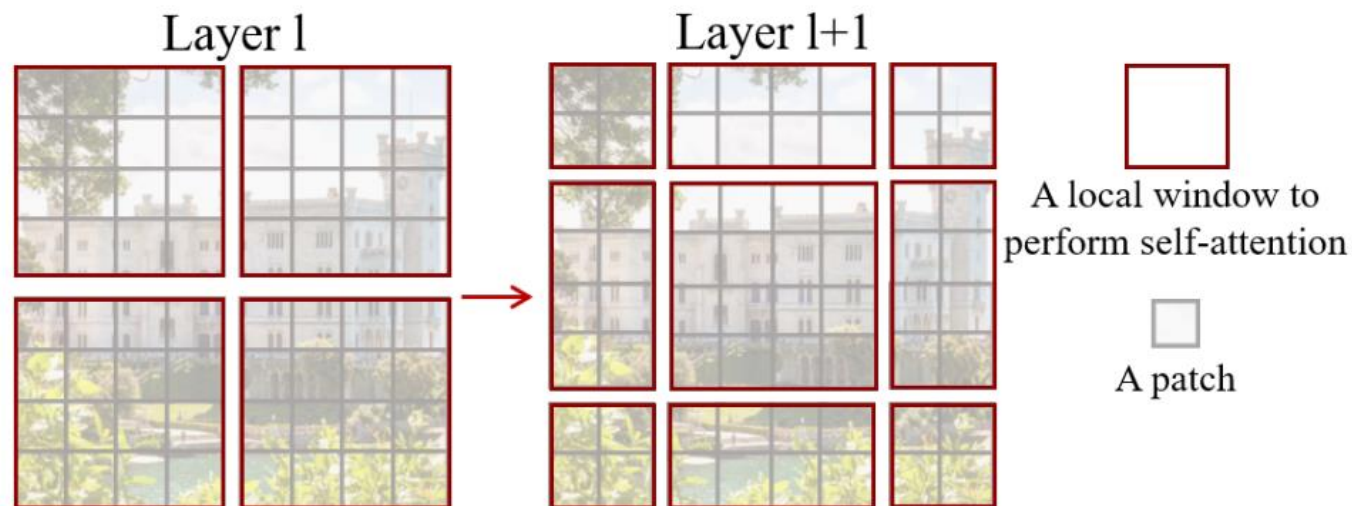 Layer l
Layer l+1
A local window to
perform self-attention
A patch